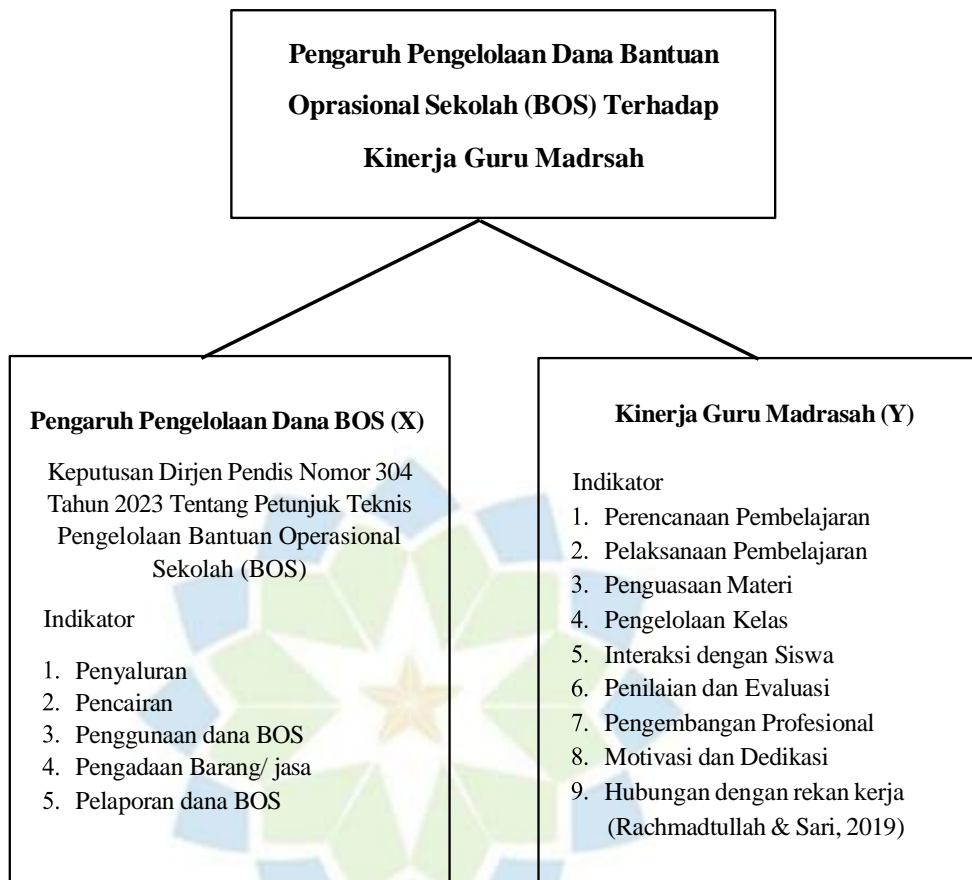 Pengaruh Pengelolaan Dana Bantuan
Oprasional Sekolah (BOS) Terhadap
Kinerja Guru Madrsah
Pengaruh Pengelolaan Dana BOS (X)
Keputusan Dirjen Pendis Nomor 304
Tahun 2023 Tentang Petunjuk Teknis
Pengelolaan Bantuan Operasional
Sekolah (BOS)
Indikator
1. Penyaluran
2. Pencairan
3. Penggunaan dana BOS
4. Pengadaan Barang/ jasa
5. Pelaporan dana BOS
Kinerja Guru Madrasah (Y)
Indikator
1. Perencanaan Pembelajaran
2. Pelaksanaan Pembelajaran
3. Penguasaan Materi
4. Pengelolaan Kelas
5. Interaksi dengan Siswa
6. Penilaian dan Evaluasi
7. Pengembangan Profesional
8. Motivasi dan Dedikasi
9. Hubungan dengan rekan kerja
(Rachmadtullah & Sari, 2019)